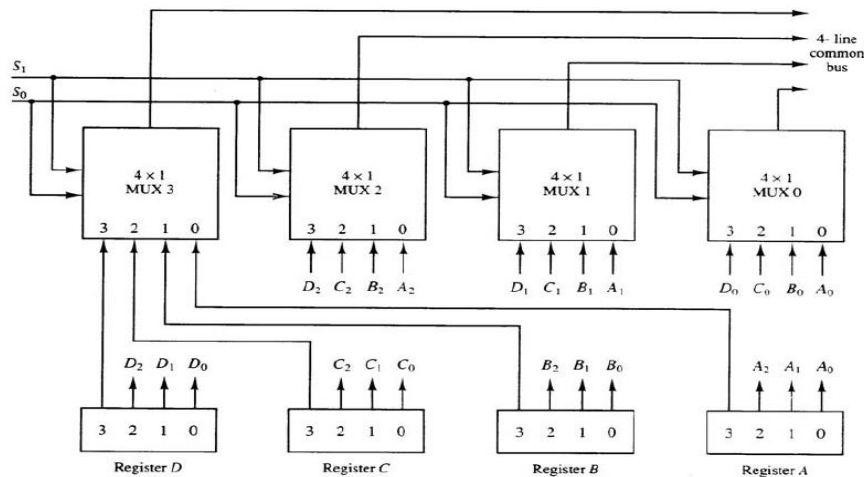 4- line
common
bus
S₁
S₀
4 × 1
MUX 3
4 × 1
MUX 2
4 × 1
MUX 1
4 × 1
MUX 0
3 2 1 0
3 2 1 0
3 2 1 0
3 2 1 0
D₂ C₂ B₂ A₂
D₁ C₁ B₁ A₁
D₀ C₀ B₀ A₀
D₂ D₁ D₀
C₂ C₁ C₀
B₂ B₁ B₀
A₂ A₁ A₀
3 2 1 0
3 2 1 0
3 2 1 0
3 2 1 0
Register D
Register C
Register B
Register A